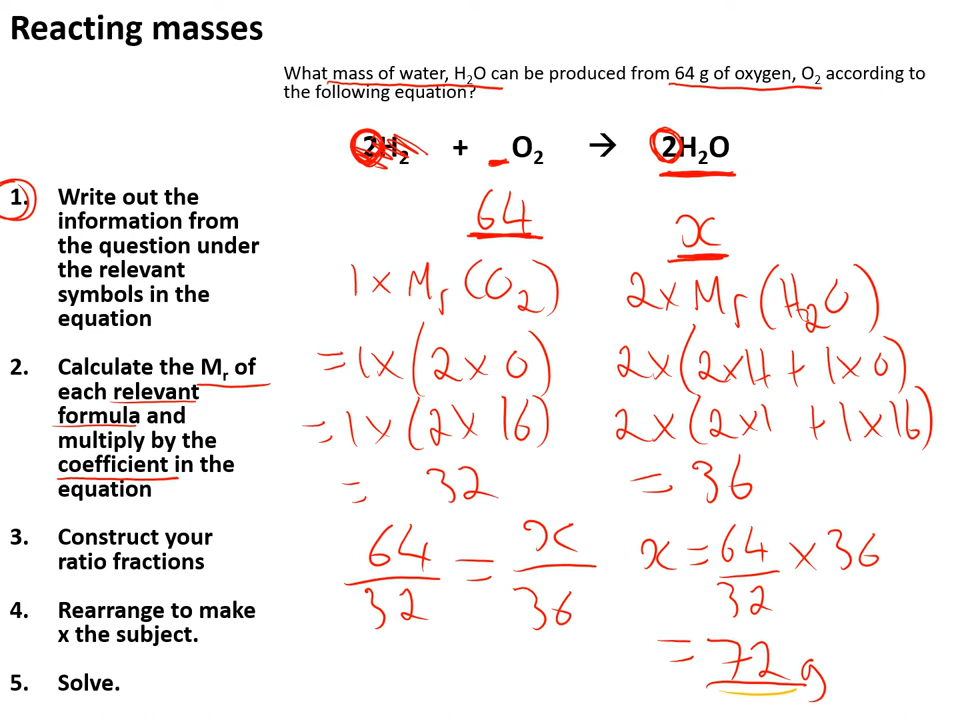 Reacting masses
What mass of water, H₂O can be produced from 64 g of oxygen, O₂ according to
the following equation?
2H₂ + _ O₂ → 2H₂O
1. Write out the
information from
the question under
the relevant
symbols in the
equation
2. Calculate the Mᵣ of
each relevant
formula and
multiply by the
coefficient in the
equation
3. Construct your
ratio fractions
4. Rearrange to make
x the subject.
5. Solve.
64
1 × Mᵣ (O₂)
= 1 × (2 × O)
= 1 × (2 × 16)
= 32
64/32 = x/36
x
2 × Mᵣ (H₂O)
2 × (2×H + 1 × O)
2 × (2×1 + 1 × 16)
= 36
x = 64/32 × 36
= 72 g